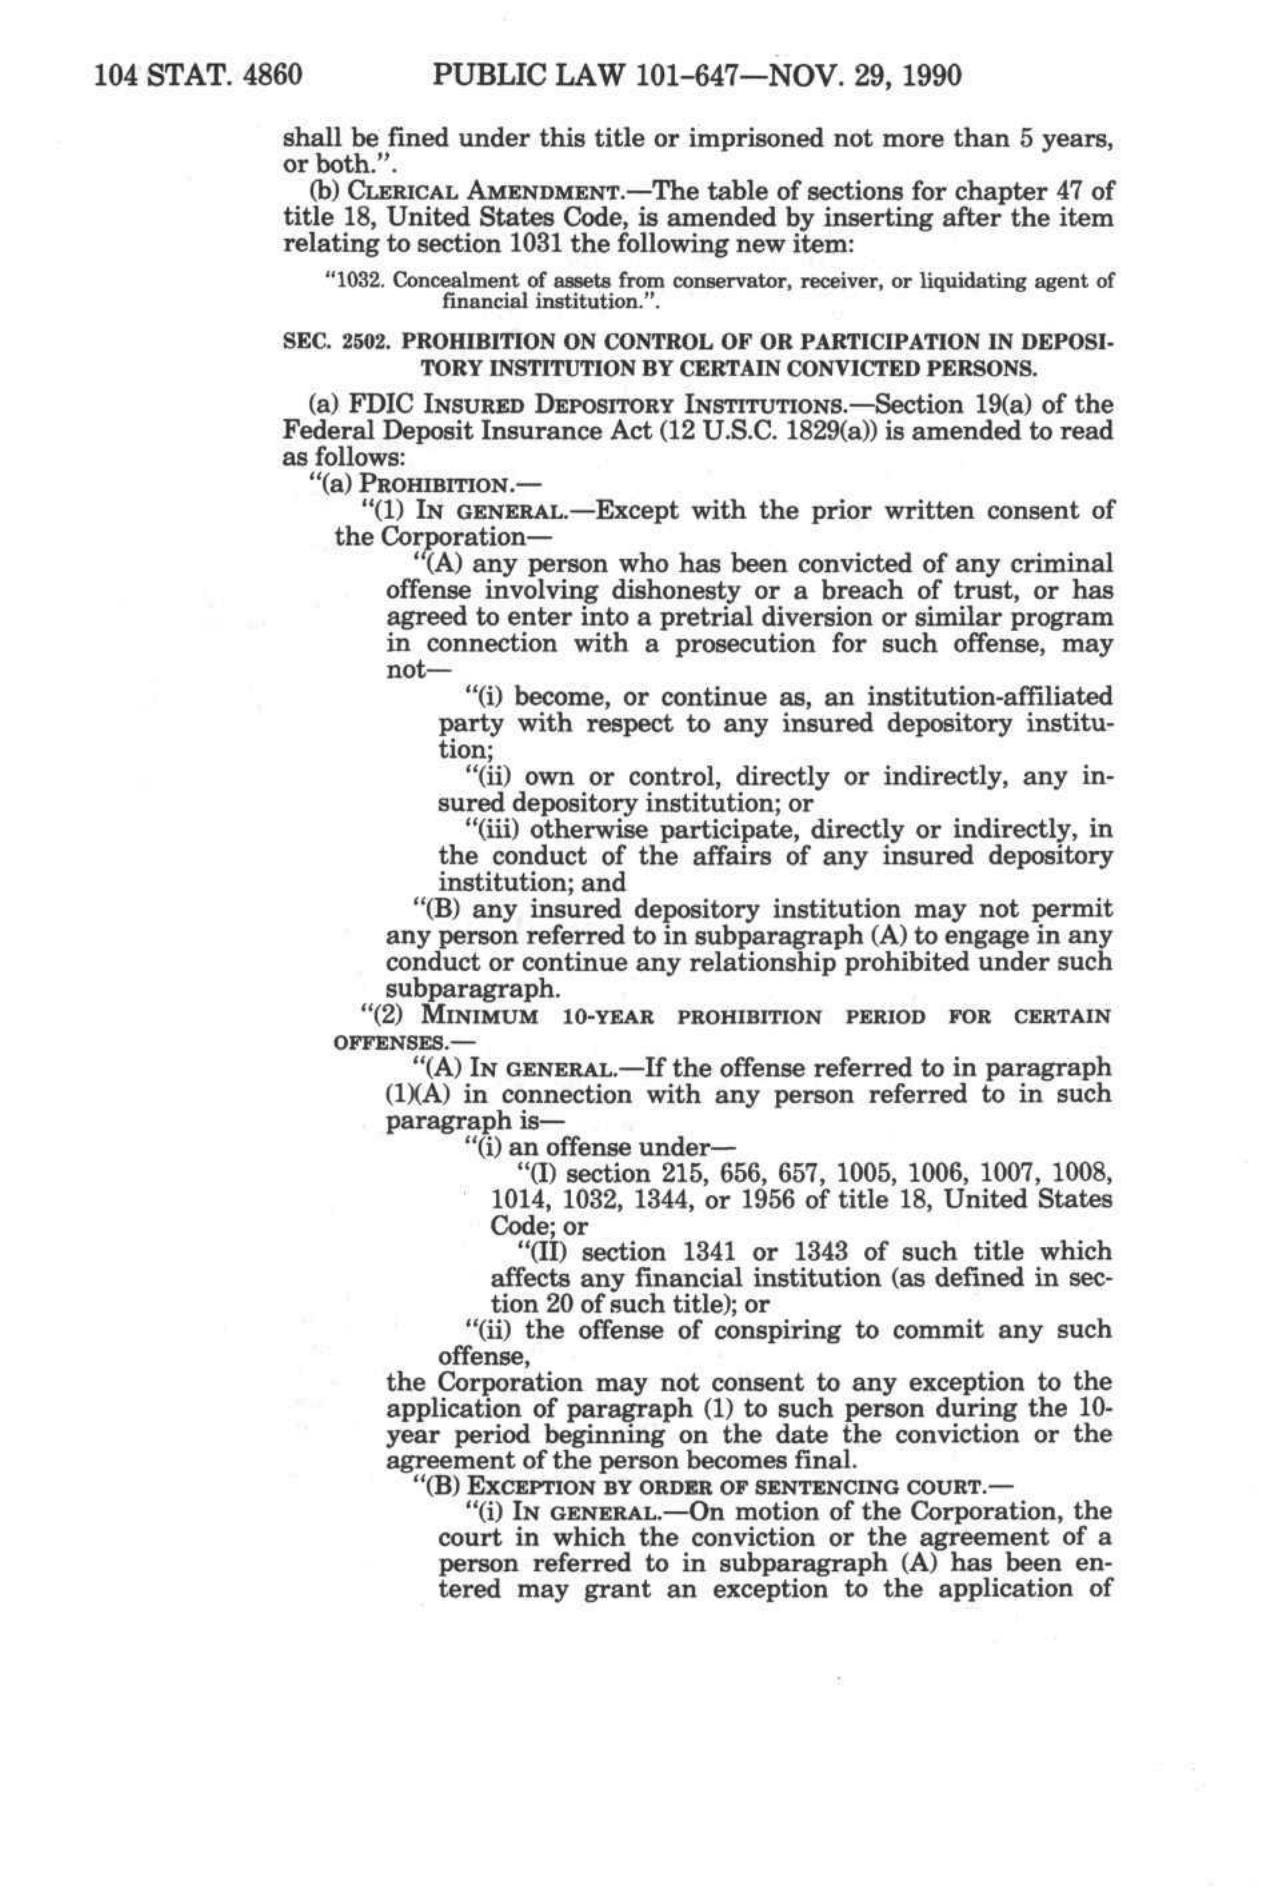 104 STAT. 4860 PUBLIC LAW 101-647—NOV. 29, 1990
shall be fined under this title or imprisoned not more than 5 years,
or both.”.
(b) CLERICAL AMENDMENT.—The table of sections for chapter 47 of
title 18, United States Code, is amended by inserting after the item
relating to section 1031 the following new item:
“1032. Concealment of assets from conservator, receiver, or liquidating agent of
financial institution.”.
SEC. 2502. PROHIBITION ON CONTROL OF OR PARTICIPATION IN DEPOSI-
TORY INSTITUTION BY CERTAIN CONVICTED PERSONS.
(a) FDIC INSURED DEPOSITORY INSTITUTIONS.—Section 19(a) of the
Federal Deposit Insurance Act (12 U.S.C. 1829(a)) is amended to read
as follows:
“(a) PROHIBITION.—
“(1) IN GENERAL.—Except with the prior written consent of
the Corporation—
“(A) any person who has been convicted of any criminal
offense involving dishonesty or a breach of trust, or has
agreed to enter into a pretrial diversion or similar program
in connection with a prosecution for such offense, may
not—
“(i) become, or continue as, an institution-affiliated
party with respect to any insured depository institu-
tion;
“(ii) own or control, directly or indirectly, any in-
sured depository institution; or
“(iii) otherwise participate, directly or indirectly, in
the conduct of the affairs of any insured depository
institution; and
“(B) any insured depository institution may not permit
any person referred to in subparagraph (A) to engage in any
conduct or continue any relationship prohibited under such
subparagraph.
“(2) MINIMUM 10-YEAR PROHIBITION PERIOD FOR CERTAIN
OFFENSES.—
“(A) IN GENERAL.—If the offense referred to in paragraph
(1)(A) in connection with any person referred to in such
paragraph is—
“(i) an offense under—
“(I) section 215, 656, 657, 1005, 1006, 1007, 1008,
1014, 1032, 1344, or 1956 of title 18, United States
Code; or
“(II) section 1341 or 1343 of such title which
affects any financial institution (as defined in sec-
tion 20 of such title); or
“(ii) the offense of conspiring to commit any such
offense,
the Corporation may not consent to any exception to the
application of paragraph (1) to such person during the 10-
year period beginning on the date the conviction or the
agreement of the person becomes final.
“(B) EXCEPTION BY ORDER OF SENTENCING COURT.—
“(i) IN GENERAL.—On motion of the Corporation, the
court in which the conviction or the agreement of a
person referred to in subparagraph (A) has been en-
tered may grant an exception to the application of